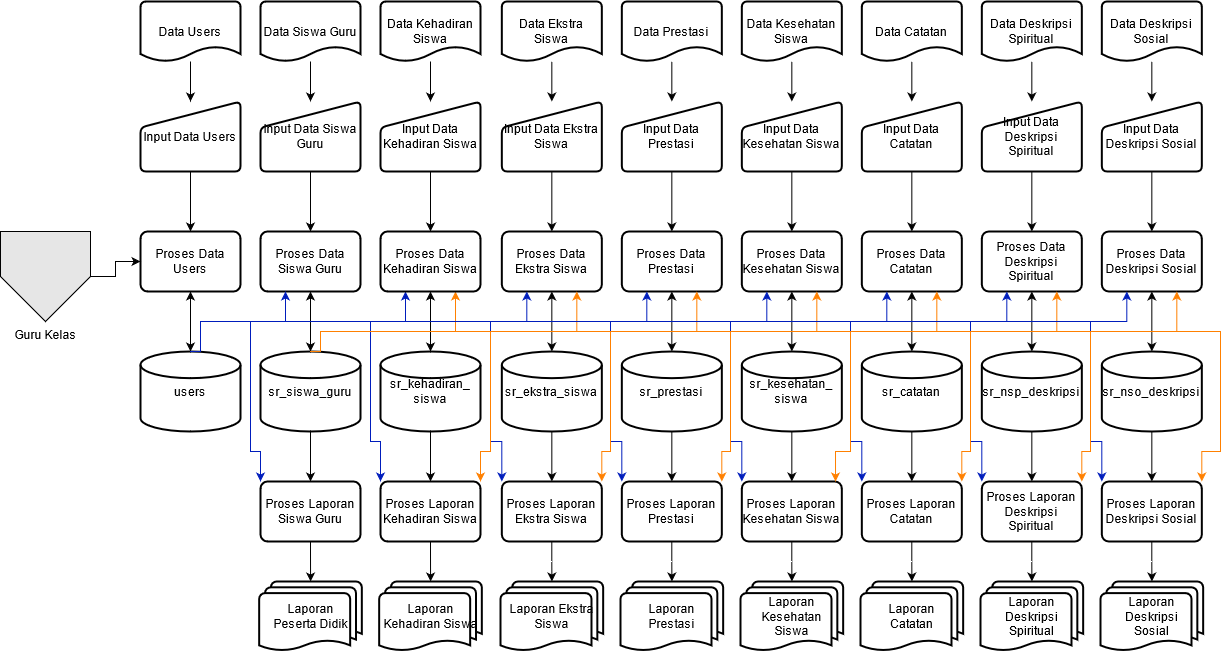 Data Users
Data Siswa Guru
Data Kehadiran
Siswa
Data Ekstra
Siswa
Data Prestasi
Data Kesehatan
Siswa
Data Catatan
Data Deskripsi
Spiritual
Data Deskripsi
Sosial
Input Data Users
Input Data Siswa
Guru
Input Data
Kehadiran Siswa
Input Data Ekstra
Siswa
Input Data
Prestasi
Input Data
Kesehatan Siswa
Input Data
Catatan
Input Data
Deskripsi
Spiritual
Input Data
Deskripsi Sosial
Guru Kelas
Proses Data
Users
Proses Data
Siswa Guru
Proses Data
Kehadiran Siswa
Proses Data
Ekstra Siswa
Proses Data
Prestasi
Proses Data
Kesehatan Siswa
Proses Data
Catatan
Proses Data
Deskripsi
Spiritual
Proses Data
Deskripsi Sosial
users
sr_siswa_guru
sr_kehadiran_
siswa
sr_ekstra_siswa
sr_prestasi
sr_kesehatan_
siswa
sr_catatan
sr_nsp_deskripsi
sr_nso_deskripsi
Proses Laporan
Siswa Guru
Proses Laporan
Kehadiran Siswa
Proses Laporan
Ekstra Siswa
Proses Laporan
Prestasi
Proses Laporan
Kesehatan Siswa
Proses Laporan
Catatan
Proses Laporan
Deskripsi
Spiritual
Proses Laporan
Deskripsi Sosial
Laporan
Peserta Didik
Laporan
Kehadiran Siswa
Laporan Ekstra
Siswa
Laporan
Prestasi
Laporan
Kesehatan
Siswa
Laporan
Catatan
Laporan
Deskripsi
Spiritual
Laporan
Deskripsi
Sosial